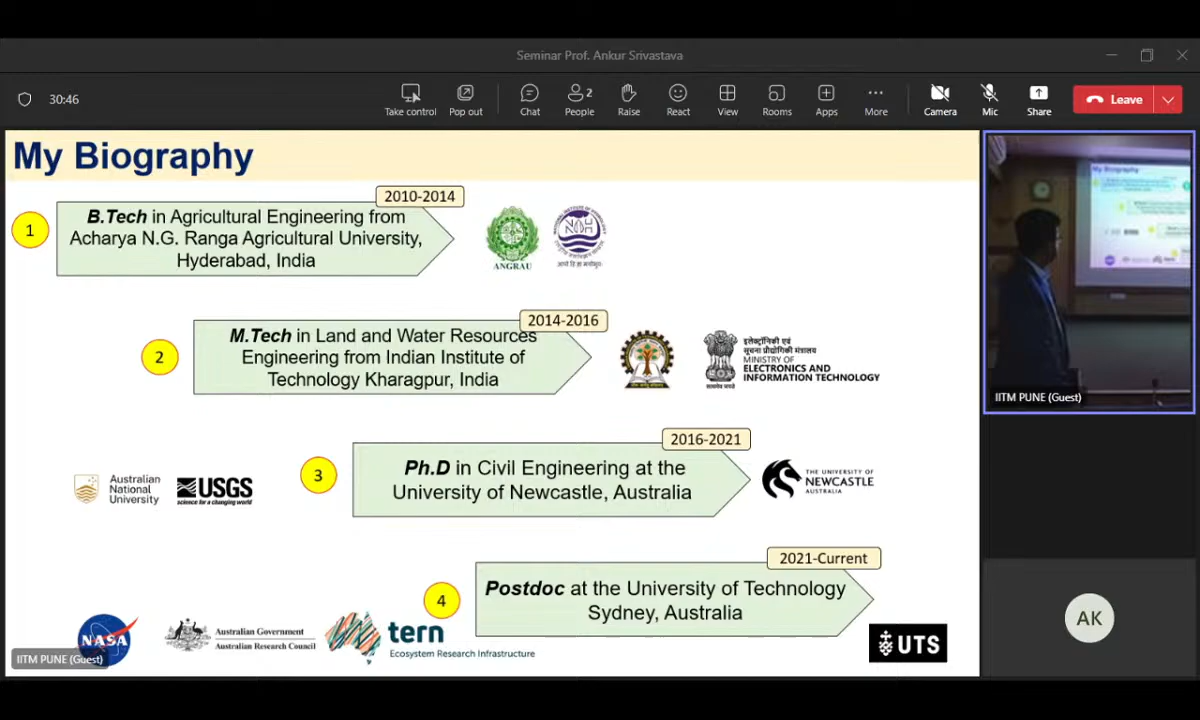 Seminar Prof. Ankur Srivastava
30:46
Take control
Pop out
Chat
2
People
Raise
React
View
Rooms
Apps
More
Camera
Mic
Share
Leave
My Biography
2010-2014
1
B.Tech in Agricultural Engineering from
Acharya N.G. Ranga Agricultural University,
Hyderabad, India
ANGRAU
2014-2016
2
M.Tech in Land and Water Resources
Engineering from Indian Institute of
Technology Kharagpur, India
इलेक्ट्रॉनिकी एवं
सूचना प्रौद्योगिकी मंत्रालय
MINISTRY OF
ELECTRONICS AND
INFORMATION TECHNOLOGY
2016-2021
Australian
National
University
USGS
science for a changing world
3
Ph.D in Civil Engineering at the
University of Newcastle, Australia
THE UNIVERSITY OF
NEWCASTLE
AUSTRALIA
2021-Current
4
Postdoc at the University of Technology
Sydney, Australia
NASA
Australian Government
Australian Research Council
tern
Ecosystem Research Infrastructure
UTS
IITM PUNE (Guest)
My Biography
IITM PUNE (Guest)
AK